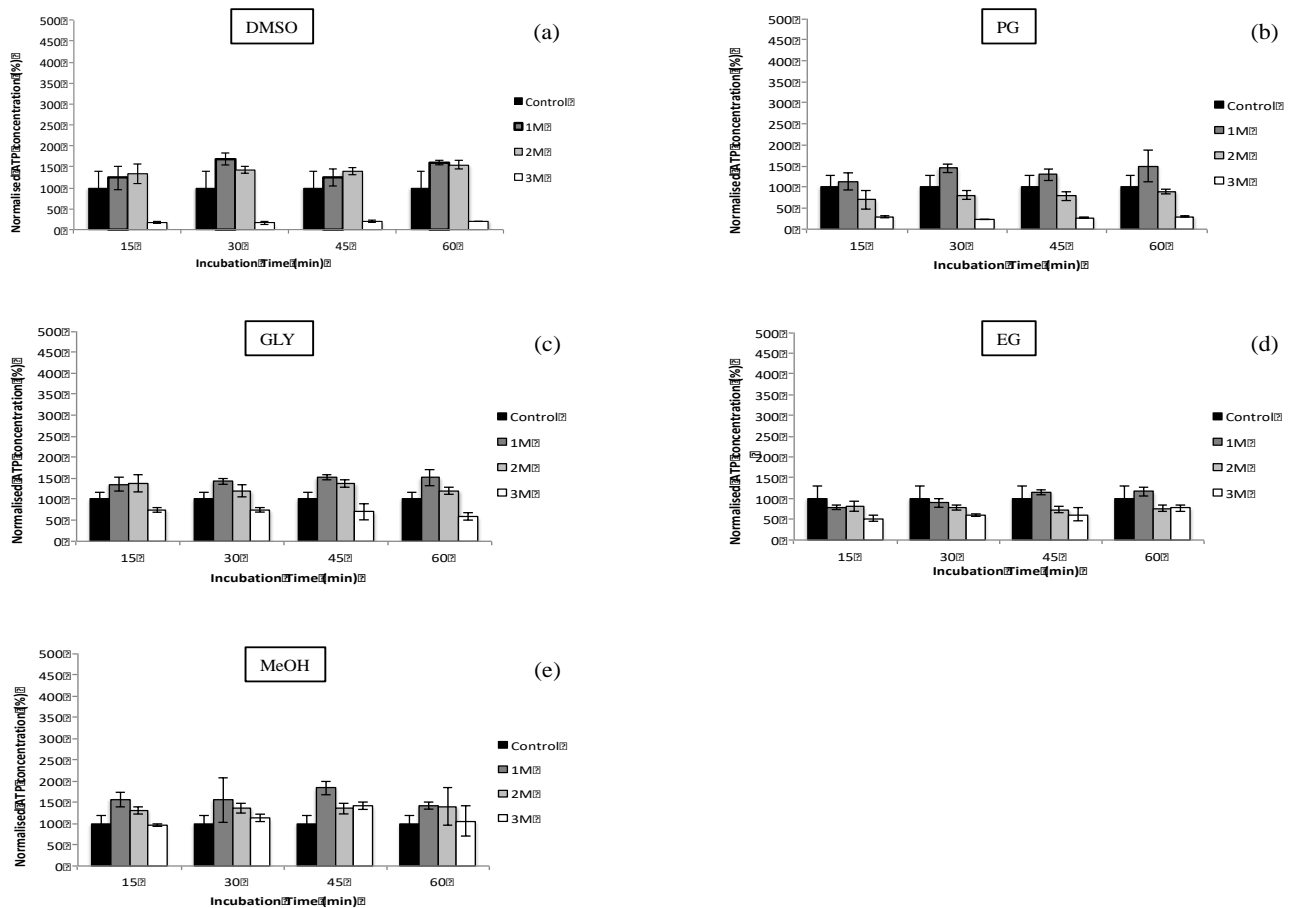 DMSO
(a)
Normalised⍰ATP⍰concentration⍰(%)⍰
500⍰
450⍰
400⍰
350⍰
300⍰
250⍰
200⍰
150⍰
100⍰
50⍰
0⍰
15⍰ 30⍰ 45⍰ 60⍰
Incubation⍰Time⍰(min)⍰
Control⍰
1M⍰
2M⍰
3M⍰
PG
(b)
Normalised⍰ATP⍰concentration⍰(%)⍰
500⍰
450⍰
400⍰
350⍰
300⍰
250⍰
200⍰
150⍰
100⍰
50⍰
0⍰
15⍰ 30⍰ 45⍰ 60⍰
Incubation⍰Time⍰(min)⍰
Control⍰
1M⍰
2M⍰
3M⍰
GLY
(c)
Normalised⍰ATP⍰concentration⍰(%)⍰
500⍰
450⍰
400⍰
350⍰
300⍰
250⍰
200⍰
150⍰
100⍰
50⍰
0⍰
15⍰ 30⍰ 45⍰ 60⍰
Incubation⍰Time⍰(min)⍰
Control⍰
1M⍰
2M⍰
3M⍰
EG
(d)
Normalised⍰ATP⍰concentration⍰(%)⍰
⍰
500⍰
450⍰
400⍰
350⍰
300⍰
250⍰
200⍰
150⍰
100⍰
50⍰
0⍰
15⍰ 30⍰ 45⍰ 60⍰
Incubation⍰Time⍰(min)⍰
Control⍰
1M⍰
2M⍰
3M⍰
MeOH
(e)
Normalised⍰ATP⍰concentration⍰(%)⍰
500⍰
450⍰
400⍰
350⍰
300⍰
250⍰
200⍰
150⍰
100⍰
50⍰
0⍰
15⍰ 30⍰ 45⍰ 60⍰
Incubation⍰Time⍰(min)⍰
Control⍰
1M⍰
2M⍰
3M⍰